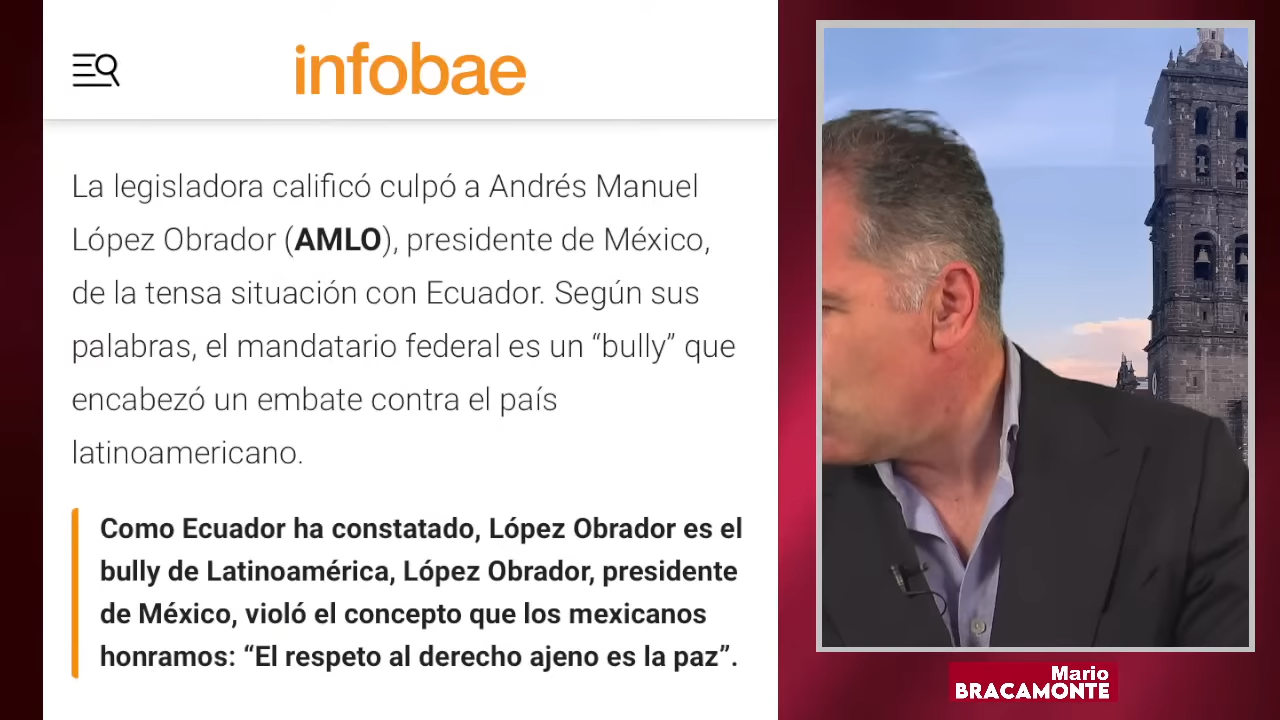 infobae
La legisladora calificó culpó a Andrés Manuel
López Obrador (AMLO), presidente de México,
de la tensa situación con Ecuador. Según sus
palabras, el mandatario federal es un “bully” que
encabezó un embate contra el país
latinoamericano.
Como Ecuador ha constatado, López Obrador es el
bully de Latinoamérica, López Obrador, presidente
de México, violó el concepto que los mexicanos
honramos: “El respeto al derecho ajeno es la paz”.
Mario
BRACAMONTE